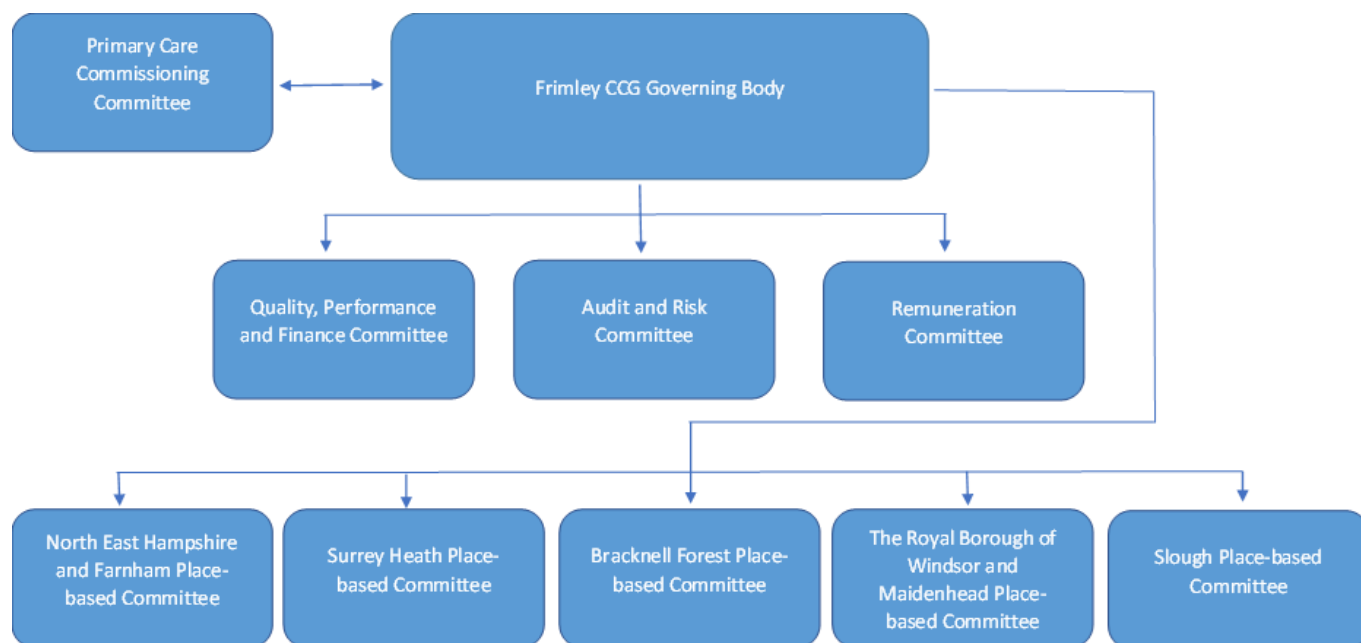 Primary Care
Commissioning
Committee
Frimley CCG Governing Body
Quality, Performance
and Finance Committee
Audit and Risk
Committee
Remuneration
Committee
North East Hampshire
and Farnham Place-
based Committee
Surrey Heath Place-
based Committee
Bracknell Forest Place-
based Committee
The Royal Borough of
Windsor and
Maidenhead Place-
based Committee
Slough Place-based
Committee